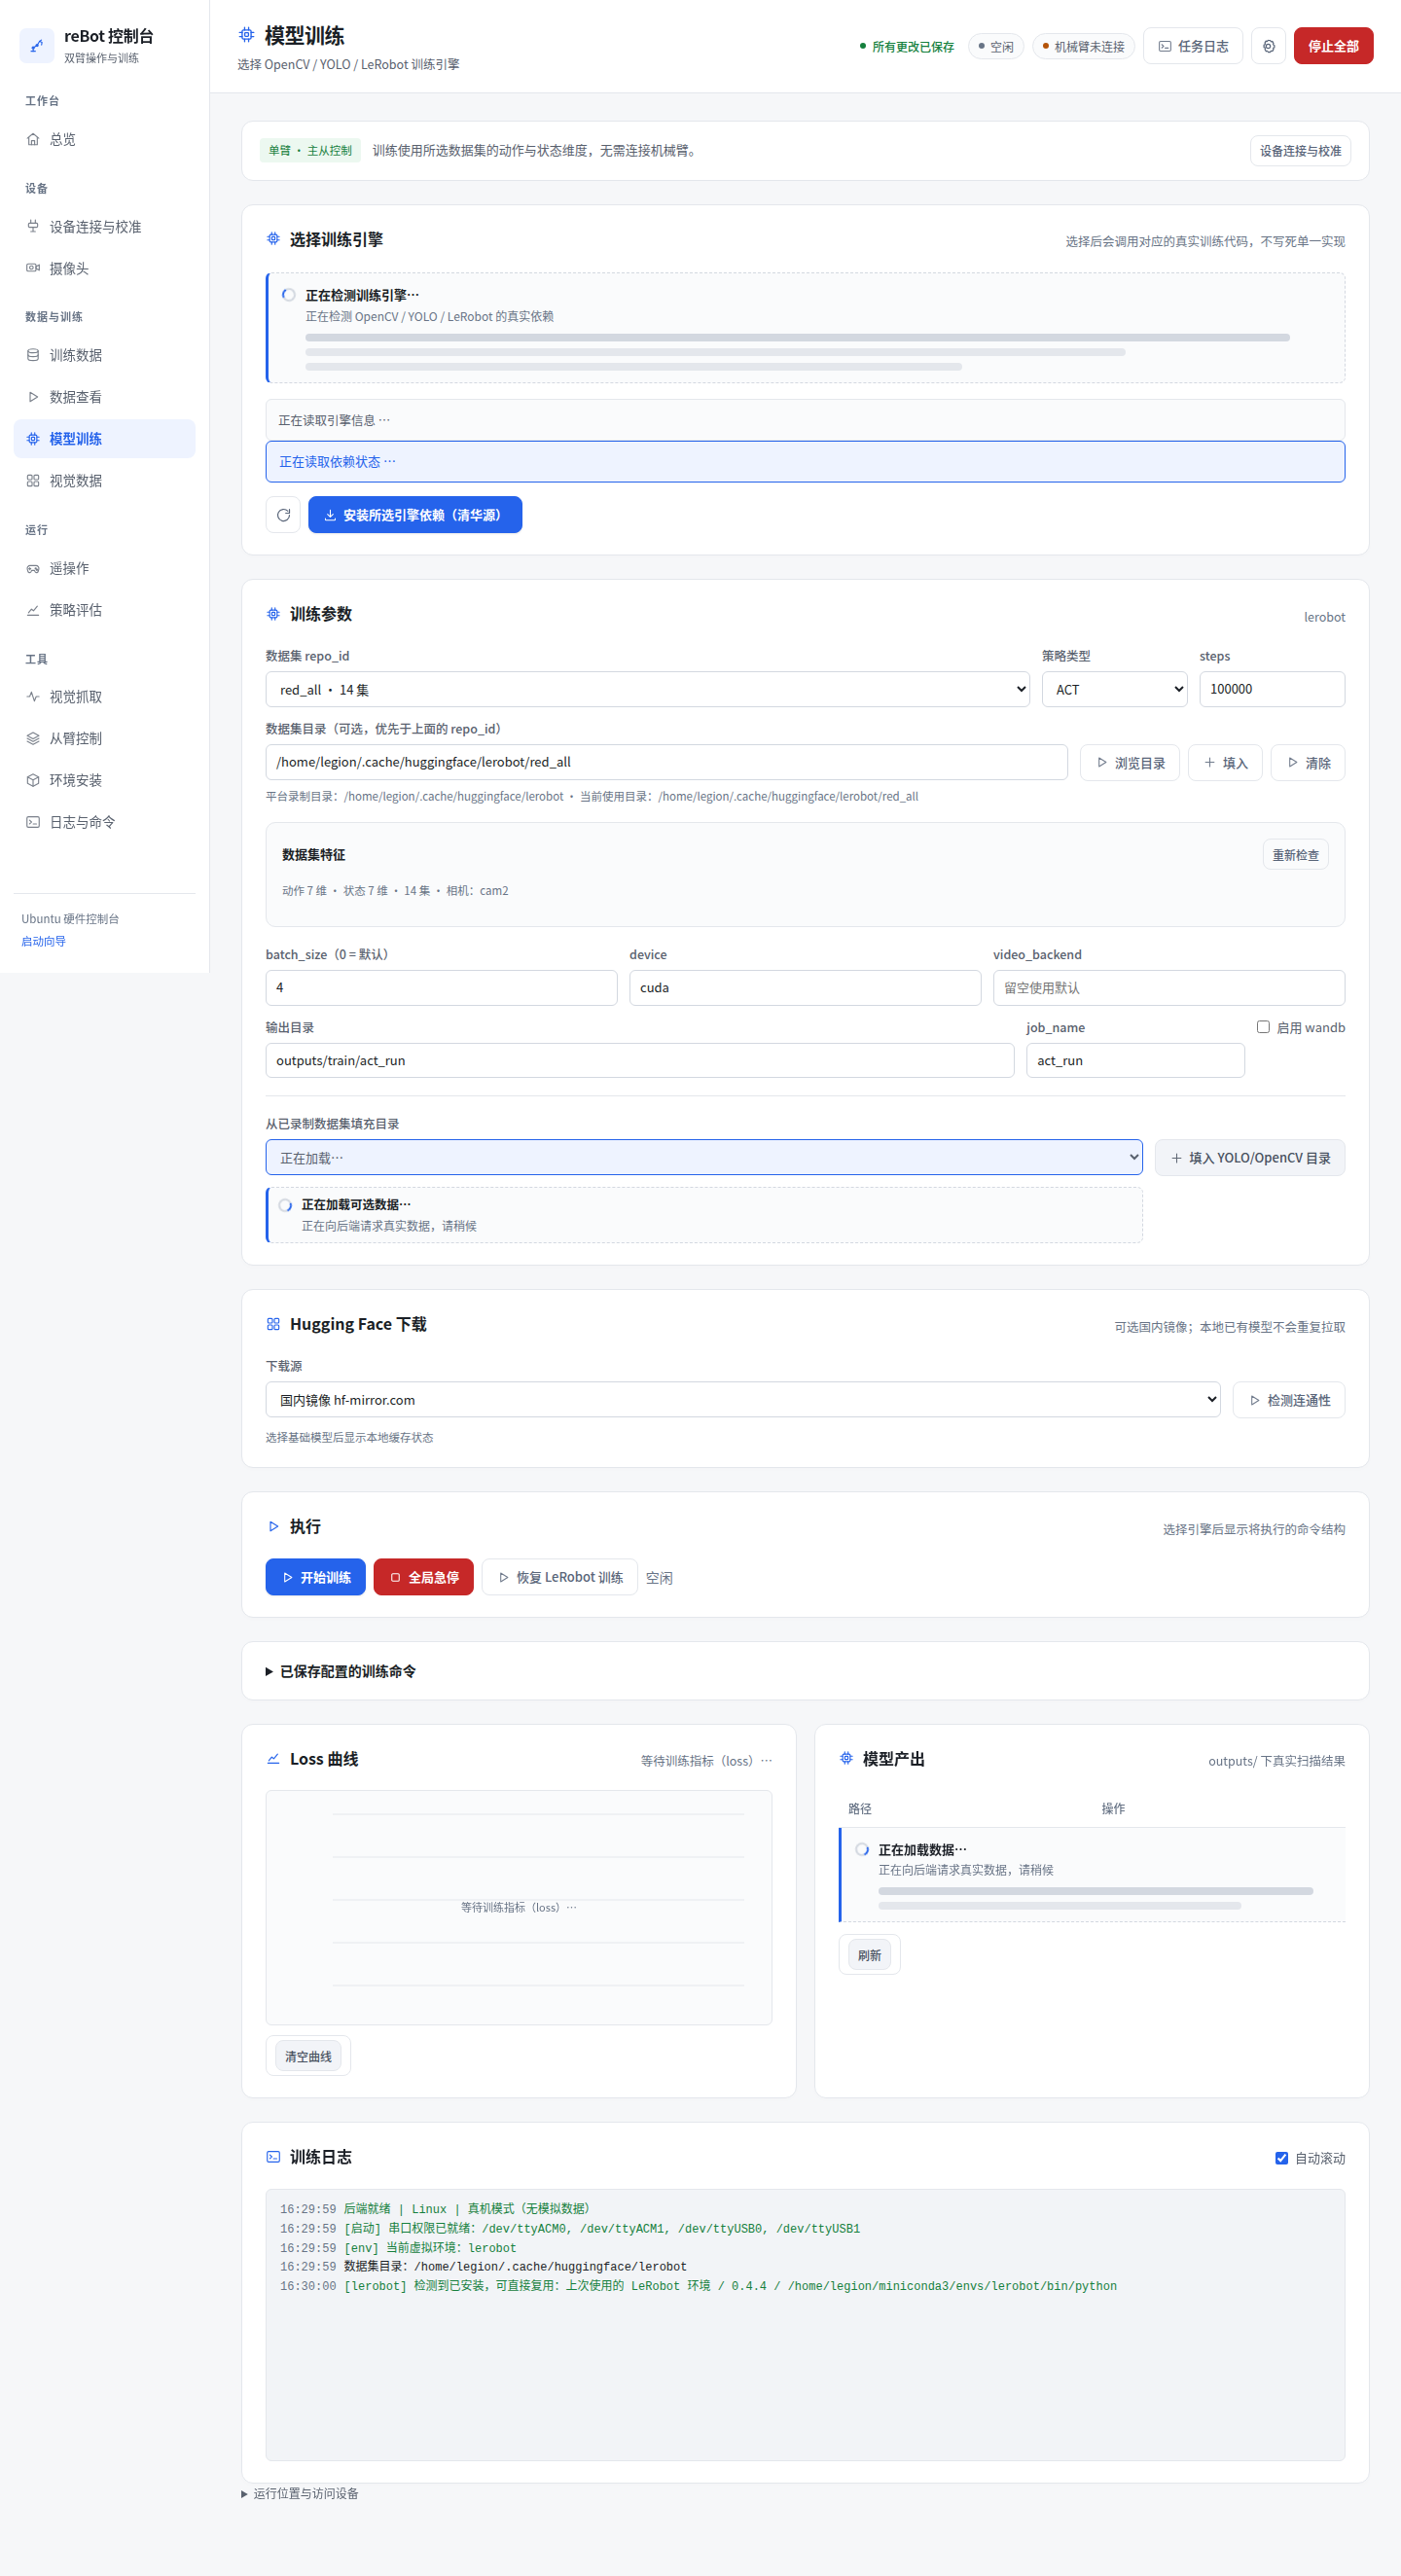 reBot 控制台
双臂操作与训练
工作台
总览
设备
设备连接与校准
摄像头
数据与训练
训练数据
数据查看
模型训练
视觉数据
运行
遥操作
策略评估
工具
视觉抓取
从臂控制
环境安装
日志与命令
Ubuntu 硬件控制台
启动向导
模型训练
选择 OpenCV / YOLO / LeRobot 训练引擎
所有更改已保存
空闲
机械臂未连接
任务日志
停止全部
单臂 · 主从控制
训练使用所选数据集的动作与状态维度，无需连接机械臂。
设备连接与校准
选择训练引擎
选择后会调用对应的真实训练代码，不写死单一实现
正在检测训练引擎…
正在检测 OpenCV / YOLO / LeRobot 的真实依赖
正在读取引擎信息 …
正在读取依赖状态 …
安装所选引擎依赖（清华源）
训练参数
lerobot
数据集 repo_id
策略类型
steps
red_all · 14 集
ACT
100000
数据集目录（可选，优先于上面的 repo_id）
/home/legion/.cache/huggingface/lerobot/red_all
浏览目录
填入
清除
平台录制目录：/home/legion/.cache/huggingface/lerobot · 当前使用目录：/home/legion/.cache/huggingface/lerobot/red_all
数据集特征
重新检查
动作 7 维 · 状态 7 维 · 14 集 · 相机：cam2
batch_size（0 = 默认）
device
video_backend
4
cuda
留空使用默认
输出目录
job_name
启用 wandb
outputs/train/act_run
act_run
从已录制数据集填充目录
正在加载…
填入 YOLO/OpenCV 目录
正在加载可选数据…
正在向后端请求真实数据，请稍候
Hugging Face 下载
可选国内镜像；本地已有模型不会重复拉取
下载源
国内镜像 hf-mirror.com
检测连通性
选择基础模型后显示本地缓存状态
执行
选择引擎后显示将执行的命令结构
开始训练
全局急停
恢复 LeRobot 训练
空闲
已保存配置的训练命令
Loss 曲线
等待训练指标（loss）…
等待训练指标（loss）…
清空曲线
模型产出
outputs/ 下真实扫描结果
路径
操作
正在加载数据…
正在向后端请求真实数据，请稍候
刷新
训练日志
自动滚动
16:29:59 后端就绪 | Linux | 真机模式（无模拟数据）
16:29:59 [启动] 串口权限已就绪：/dev/ttyACM0, /dev/ttyACM1, /dev/ttyUSB0, /dev/ttyUSB1
16:29:59 [env] 当前虚拟环境：lerobot
16:29:59 数据集目录：/home/legion/.cache/huggingface/lerobot
16:30:00 [lerobot] 检测到已安装，可直接复用：上次使用的 LeRobot 环境 / 0.4.4 / /home/legion/miniconda3/envs/lerobot/bin/python
运行位置与访问设备